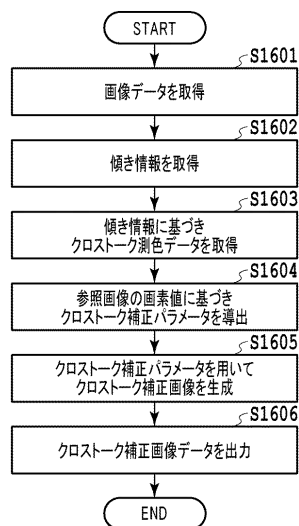 START
S1601
画像データを取得
S1602
傾き情報を取得
S1603
傾き情報に基づき
クロストーク測色データを取得
S1604
参照画像の画素値に基づき
クロストーク補正パラメータを導出
S1605
クロストーク補正パラメータを用いて
クロストーク補正画像を生成
S1606
クロストーク補正画像データを出力
END